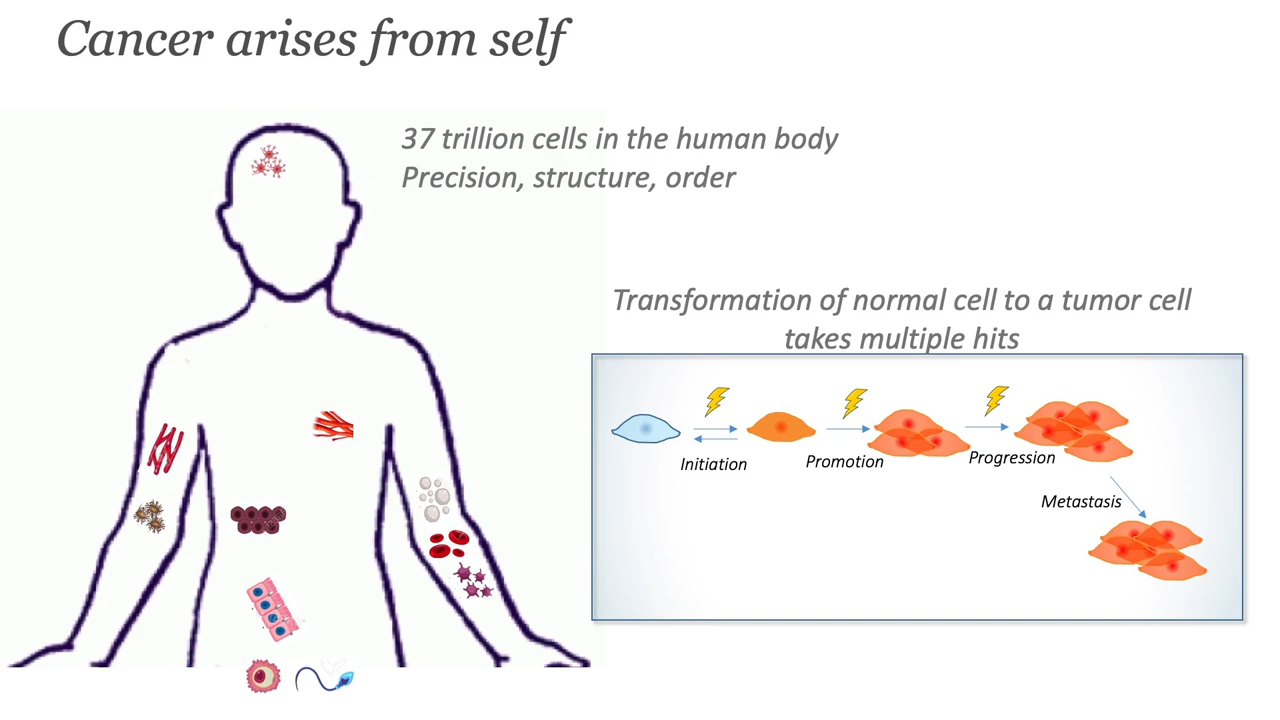 Cancer arises from self
37 trillion cells in the human body
Precision, structure, order
Transformation of normal cell to a tumor cell
takes multiple hits
Initiation
Promotion
Progression
Metastasis